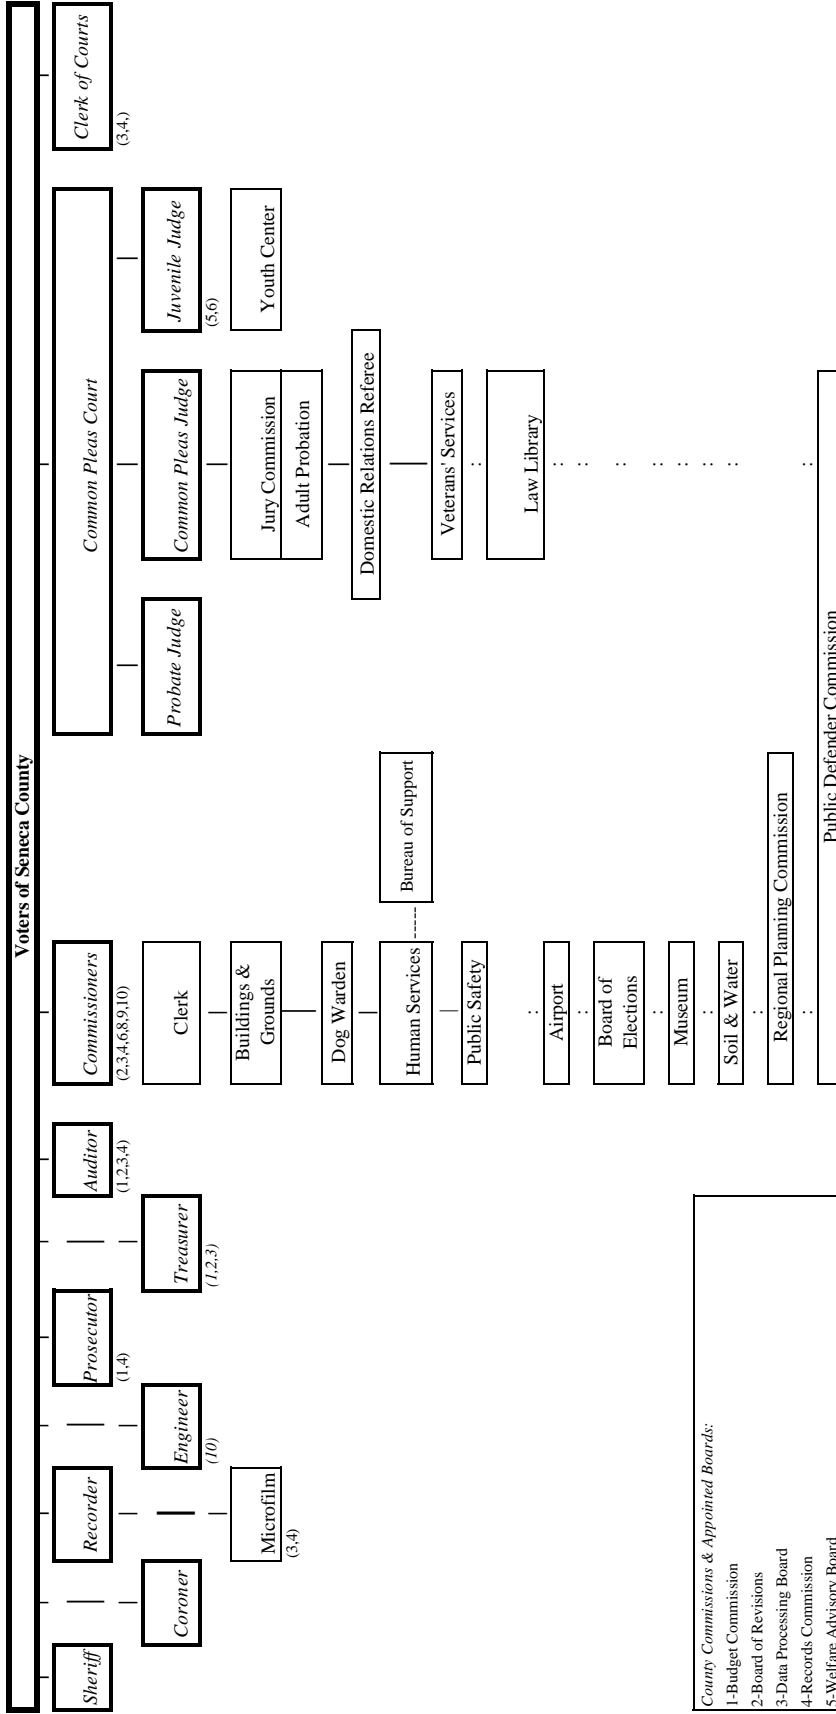 Voters of Seneca County
Sheriff
Recorder
Prosecutor
(1,4)
Auditor
(1,2,3,4)
Commissioners
(2,3,4,6,8,9,10)
Common Pleas Court
Clerk of Courts
(3,4,)
Coroner
Engineer
(10)
Treasurer
(1,2,3)
Clerk
Probate Judge
Common Pleas Judge
Juvenile Judge
(5,6)
Microfilm
(3,4)
Buildings &
Grounds
Jury Commission
Adult Probation
Youth Center
Dog Warden
Domestic Relations Referee
Human Services -----
Bureau of Support
Public Safety
Veterans' Services
Law Library
Airport
Board of
Elections
Museum
Soil & Water
Regional Planning Commission
Public Defender Commission
County Commissions & Appointed Boards:
1-Budget Commission
2-Board of Revisions
3-Data Processing Board
4-Records Commission
5-Welfare Advisory Board